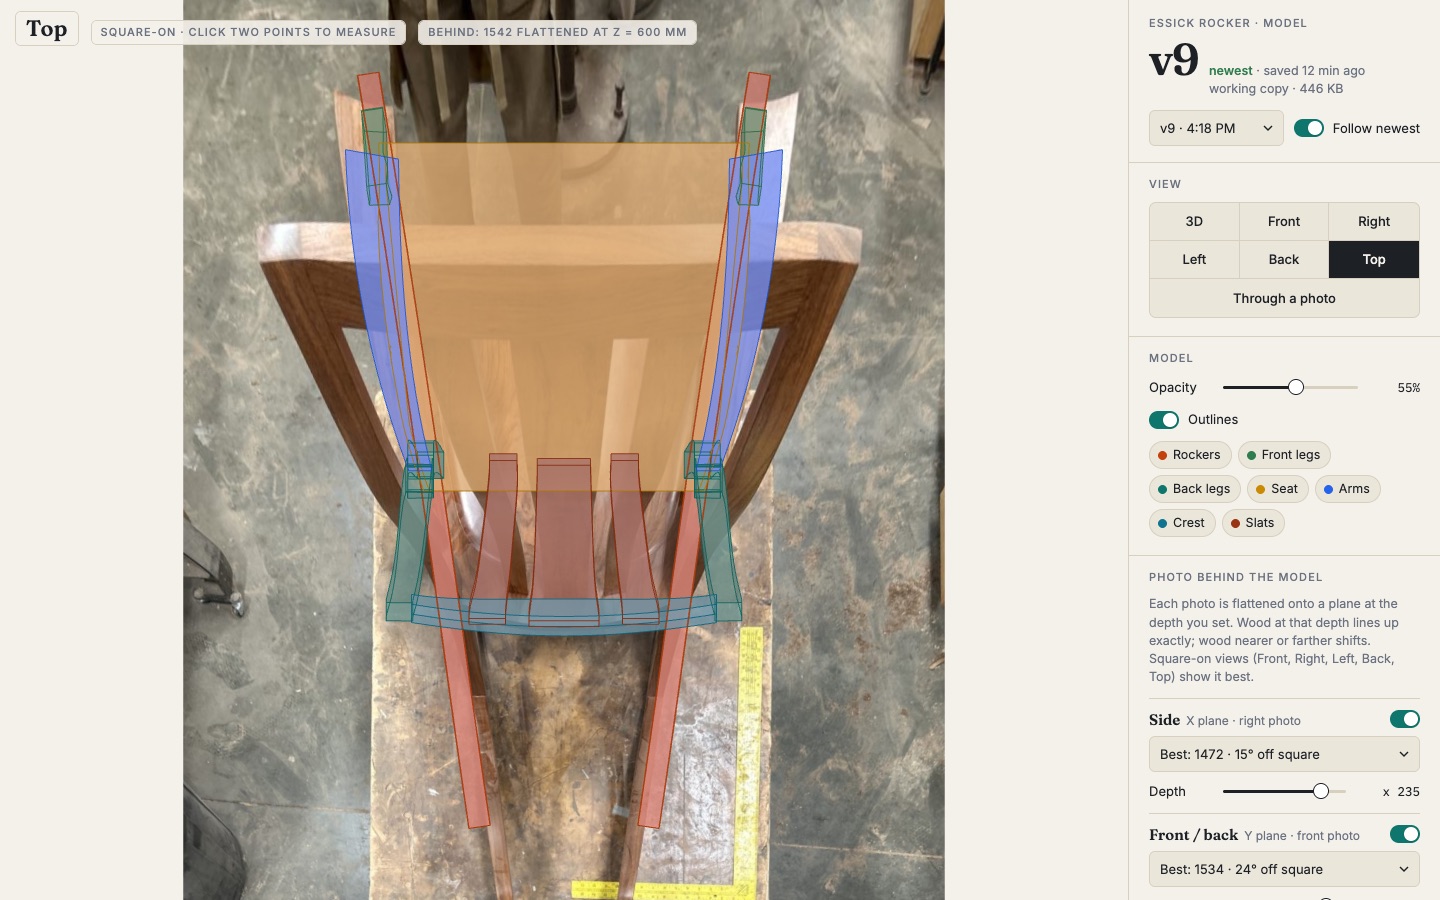 Top
SQUARE-ON · CLICK TWO POINTS TO MEASURE
BEHIND: 1542 FLATTENED AT Z = 600 MM
ESSICK ROCKER · MODEL
v9
newest · saved 12 min ago
working copy · 446 KB
v9 · 4:18 PM
Follow newest
VIEW
3D
Front
Right
Left
Back
Top
Through a photo
MODEL
Opacity
55%
Outlines
Rockers
Front legs
Back legs
Seat
Arms
Crest
Slats
PHOTO BEHIND THE MODEL
Each photo is flattened onto a plane at the
depth you set. Wood at that depth lines up
exactly; wood nearer or farther shifts.
Square-on views (Front, Right, Left, Back,
Top) show it best.
Side X plane · right photo
Best: 1472 · 15° off square
Depth
x 235
Front / back Y plane · front photo
Best: 1534 · 24° off square